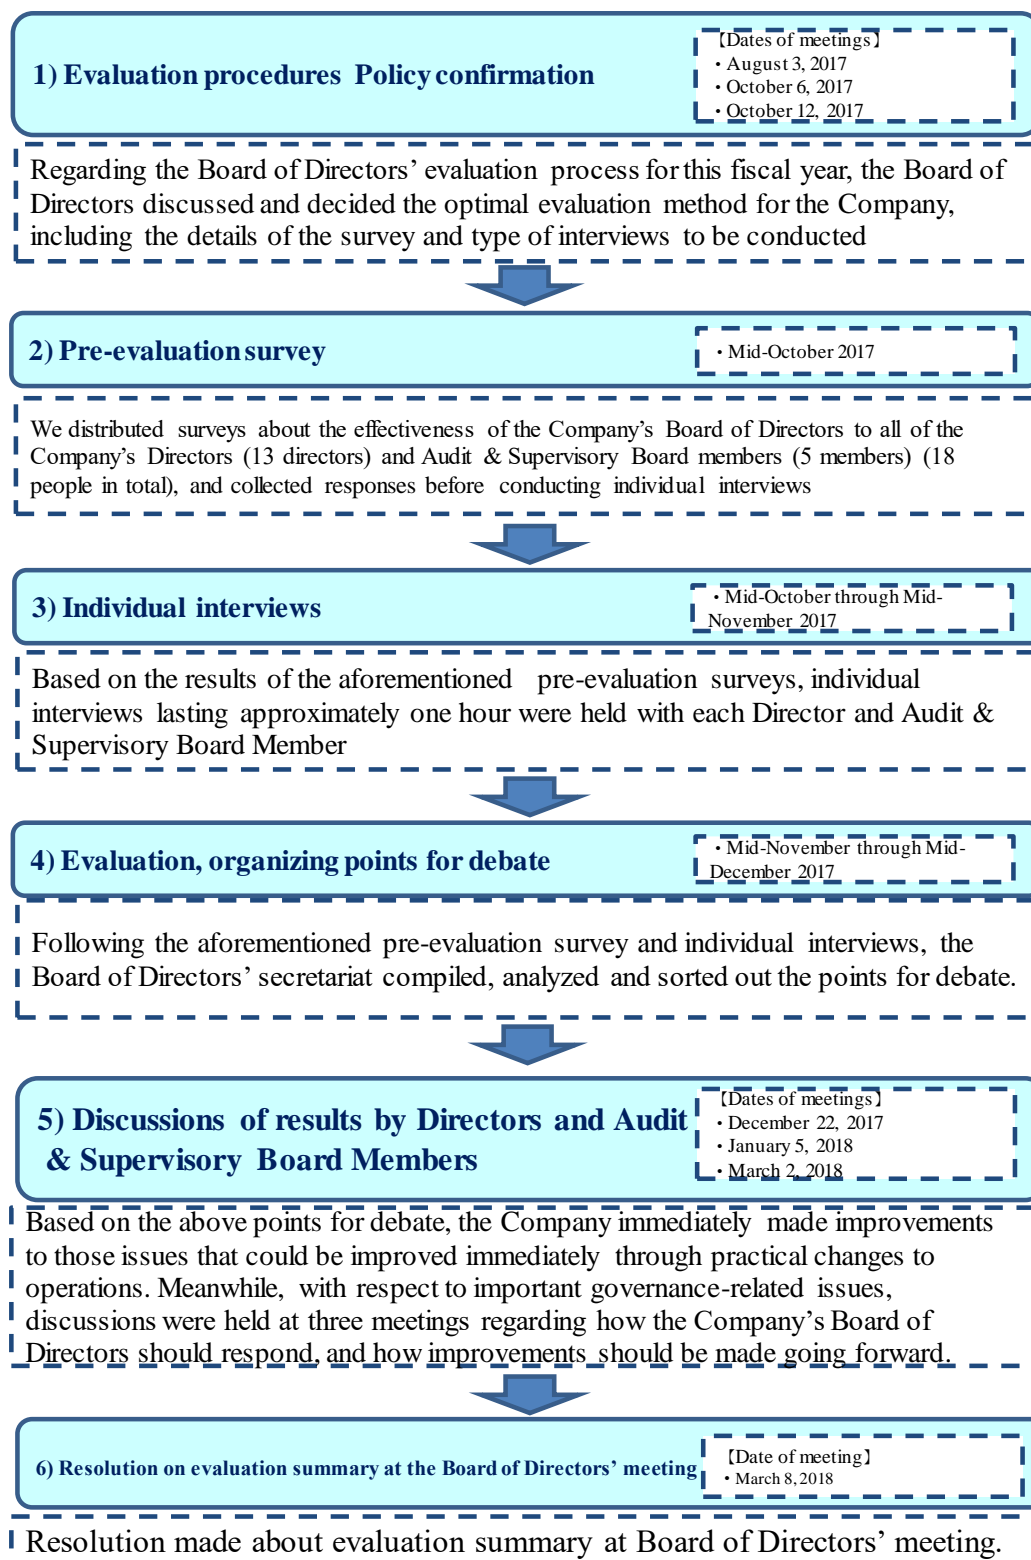 1) Evaluation procedures Policy confirmation
【Dates of meetings】
・August 3, 2017
・October 6, 2017
・October 12, 2017
Regarding the Board of Directors’ evaluation process for this fiscal year, the Board of
Directors discussed and decided the optimal evaluation method for the Company,
including the details of the survey and type of interviews to be conducted
2) Pre-evaluation survey
・Mid-October 2017
We distributed surveys about the effectiveness of the Company’s Board of Directors to all of the
Company’s Directors (13 directors) and Audit & Supervisory Board members (5 members) (18
people in total), and collected responses before conducting individual interviews
3) Individual interviews
・Mid-October through Mid-
November 2017
Based on the results of the aforementioned pre-evaluation surveys, individual
interviews lasting approximately one hour were held with each Director and Audit &
Supervisory Board Member
4) Evaluation, organizing points for debate
・Mid-November through Mid-
December 2017
Following the aforementioned pre-evaluation survey and individual interviews, the
Board of Directors’ secretariat compiled, analyzed and sorted out the points for debate.
5) Discussions of results by Directors and Audit
& Supervisory Board Members
【Dates of meetings】
・December 22, 2017
・January 5, 2018
・March 2, 2018
Based on the above points for debate, the Company immediately made improvements
to those issues that could be improved immediately through practical changes to
operations. Meanwhile, with respect to important governance-related issues,
discussions were held at three meetings regarding how the Company’s Board of
Directors should respond, and how improvements should be made going forward.
6) Resolution on evaluation summary at the Board of Directors’ meeting
【Date of meeting】
・March 8, 2018
Resolution made about evaluation summary at Board of Directors’ meeting.